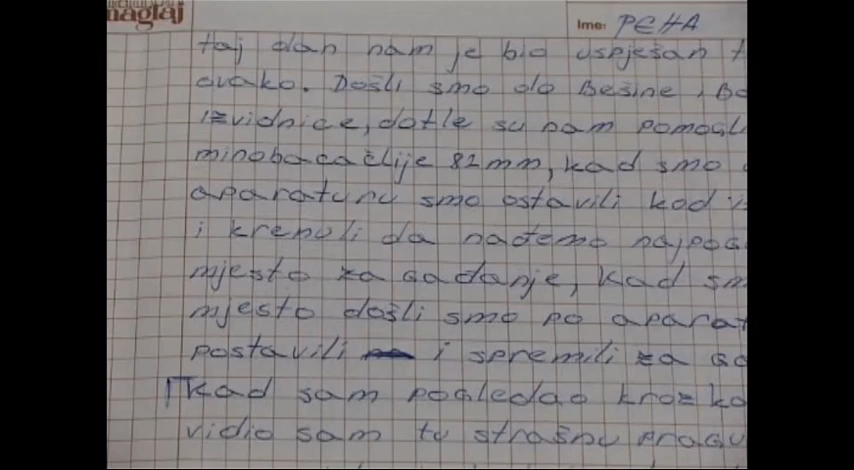 naglaj
Ime: PEHA
taj dan nam je bio uspješan
ovako. Došli smo do Bešine,
izvidnice, dotle su nam pomogli
minobacačlije 82mm, kad smo
aparaturu smo ostavili kod
i krenuli da nađemo
mjesto za gađanje, kad
mjesto došli smo po
postavili i spremili za
Kad sam pogledao kroz
vidio sam tu strašnu